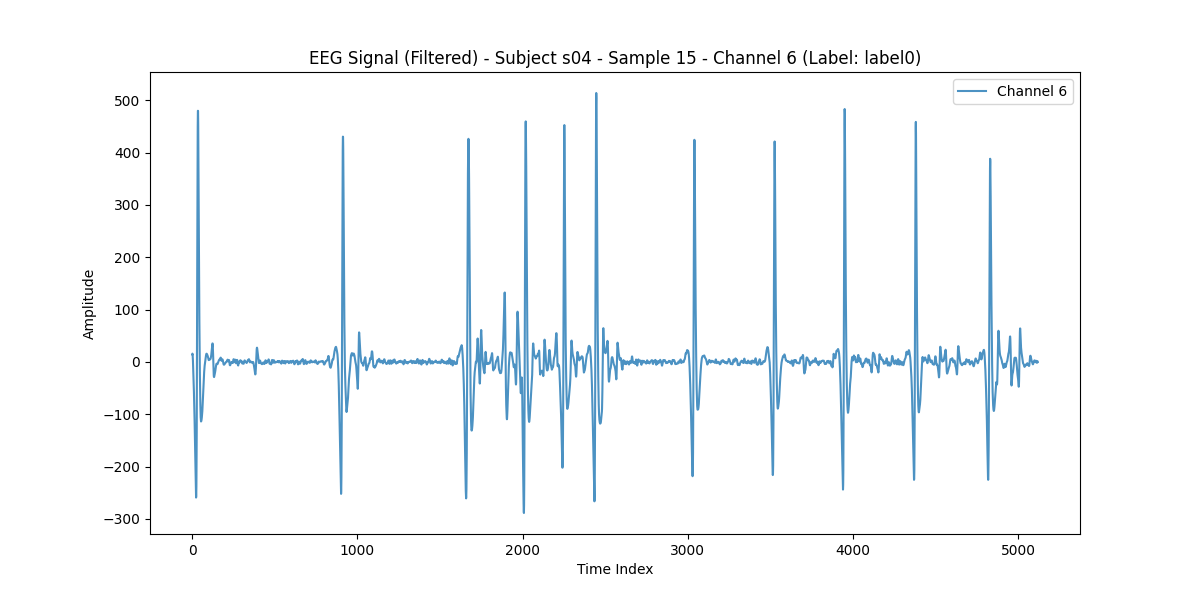 EEG Signal (Filtered) - Subject s04 - Sample 15 - Channel 6 (Label: label0)
Channel 6
500
400
300
200
100
0
−100
−200
−300
Amplitude
0 1000 2000 3000 4000 5000
Time Index